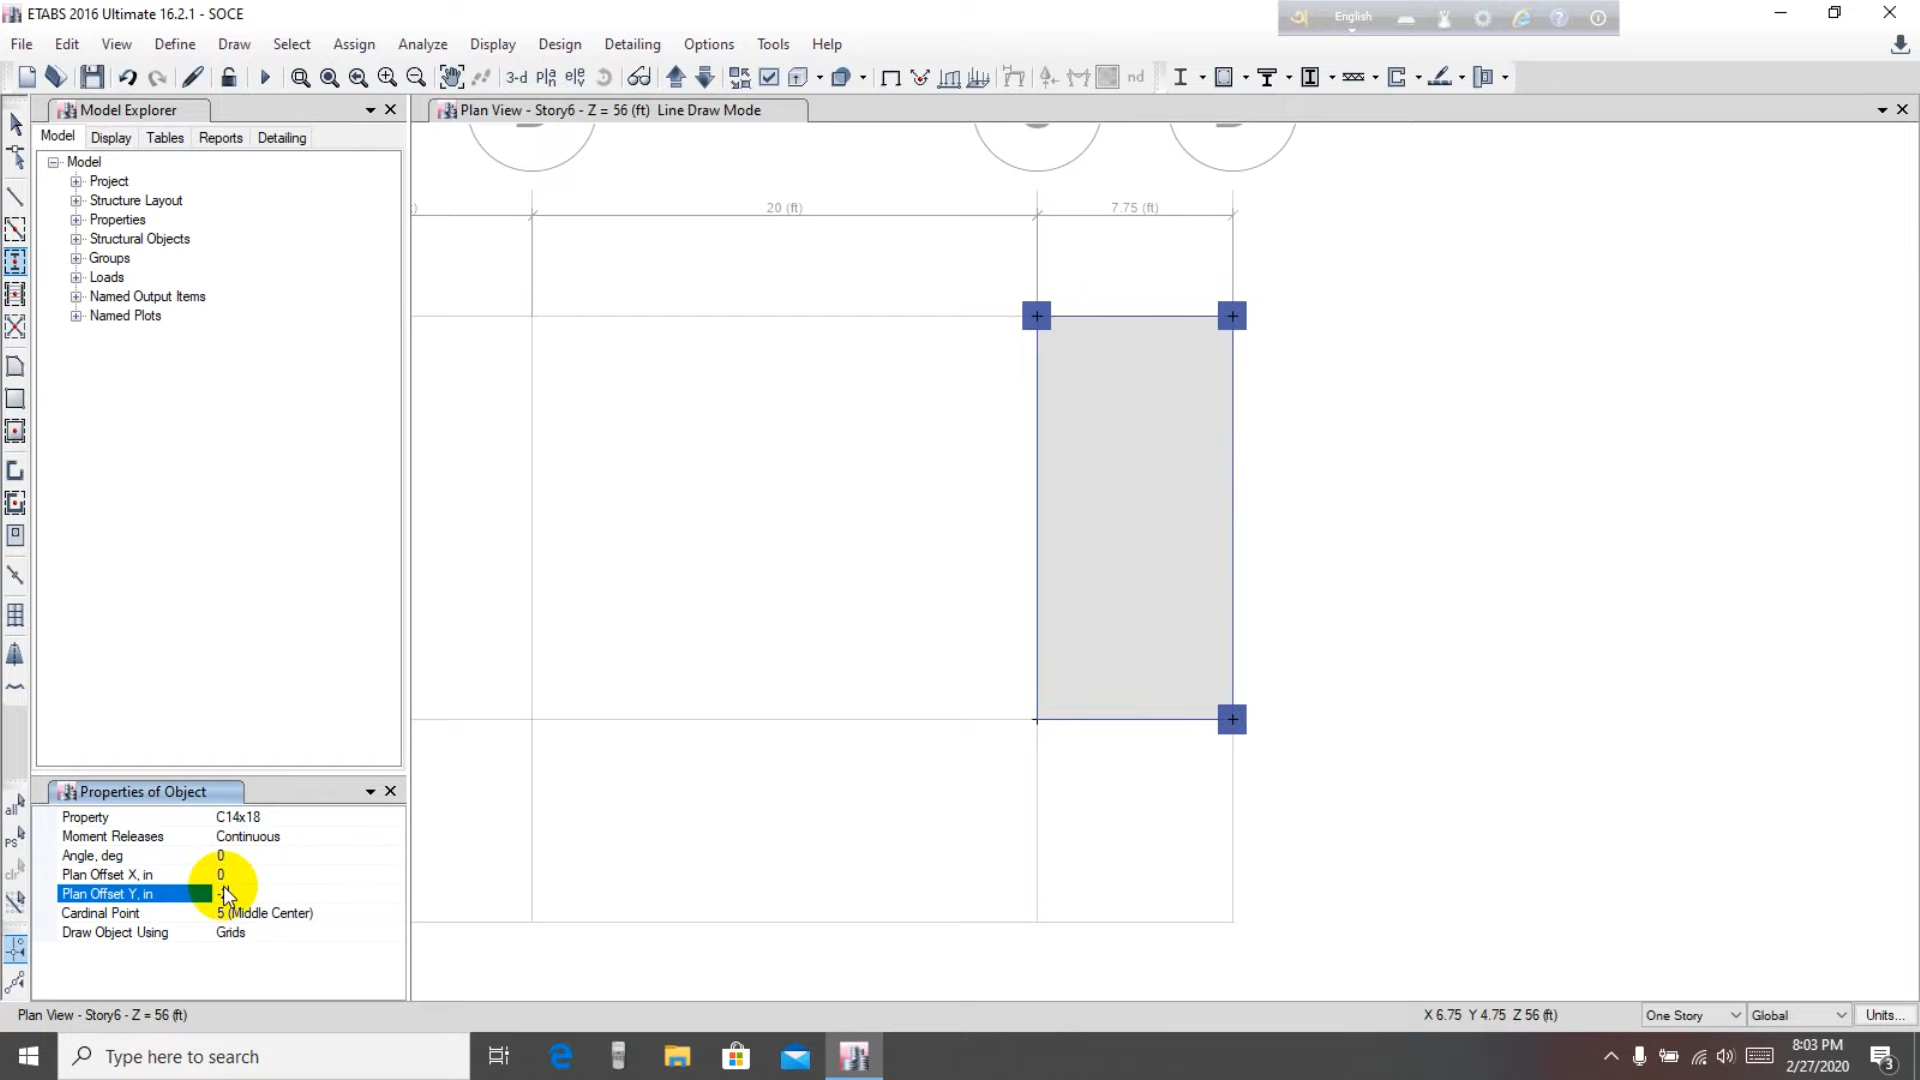 ETABS 2016 Ultimate 16.2.1 - SOCE
English
File Edit View Define Draw Select Assign Analyze Display Design Detailing Options Tools Help
3-d nd
Model Explorer
Plan View - Story6 - Z = 56 (ft) Line Draw Mode
Model Display Tables Reports Detailing
Model
Project
Structure Layout
Properties
Structural Objects
Groups
Loads
Named Output Items
Named Plots
20 (ft)
7.75 (ft)
Properties of Object
Property C14x18
Moment Releases Continuous
Angle, deg 0
Plan Offset X, in 0
Plan Offset Y, in
Cardinal Point 5 (Middle Center)
Draw Object Using Grids
all
PS
clr
Plan View - Story6 - Z = 56 (ft)
X 6.75 Y 4.75 Z 56 (ft)
One Story
Global
Units...
Type here to search
8:03 PM
2/27/2020
3